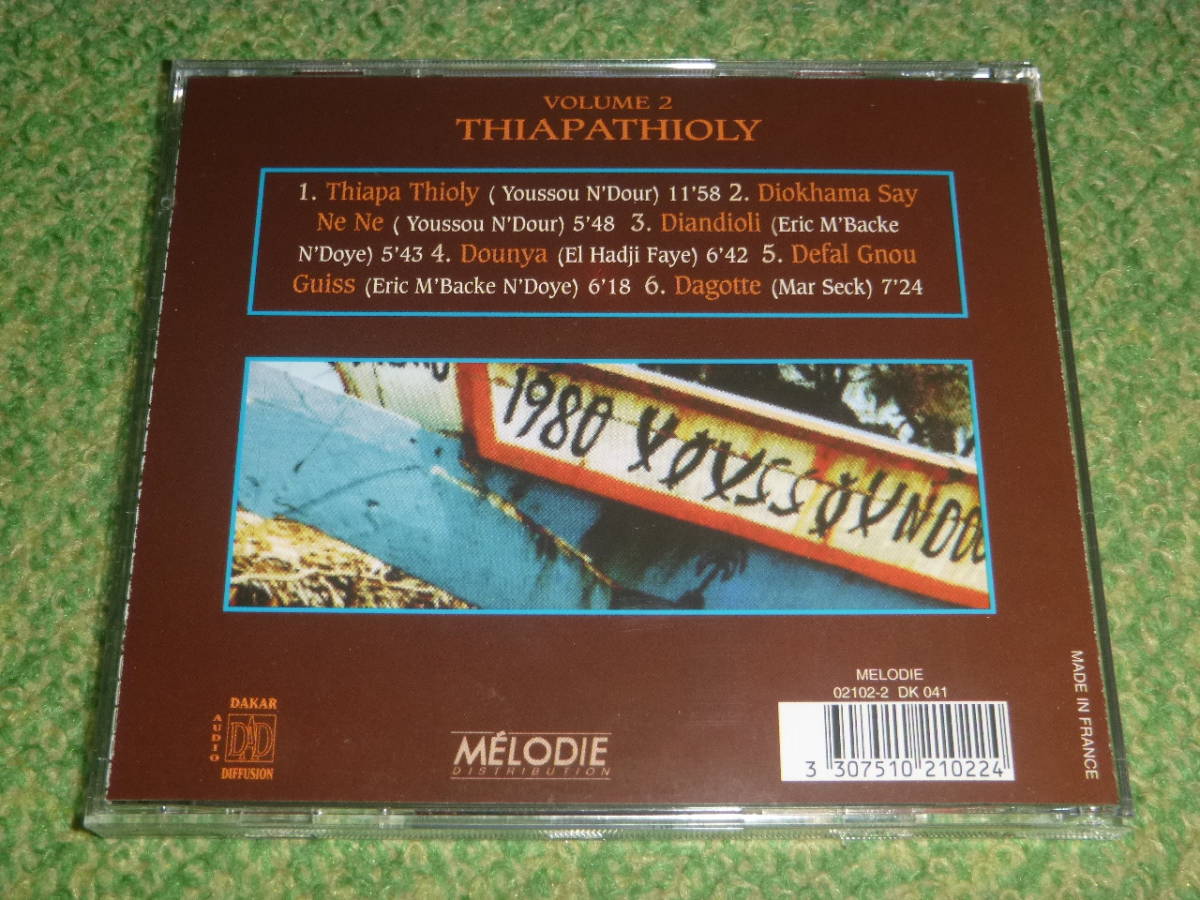 VOLUME 2
THIAPATHIOLY
1. Thiapa Thioly ( Youssou N'Dour) 11'58 2. Diokhama Say
Ne Ne ( Youssou N'Dour) 5'48 3. Diandioli (Eric M'Backe
N'Doye) 5'43 4. Dounya (El Hadji Faye) 6'42 5. Defal Gnou
Guiss (Eric M'Backe N'Doye) 6'18 6. Dagotte (Mar Seck) 7'24
1980 YOUSSOUNDOU
DAKAR
AUDIO
DAD
DIFFUSION
MÉLODIE
DISTRIBUTION
MELODIE
02102-2 DK 041
3 307510 210224
MADE IN FRANCE